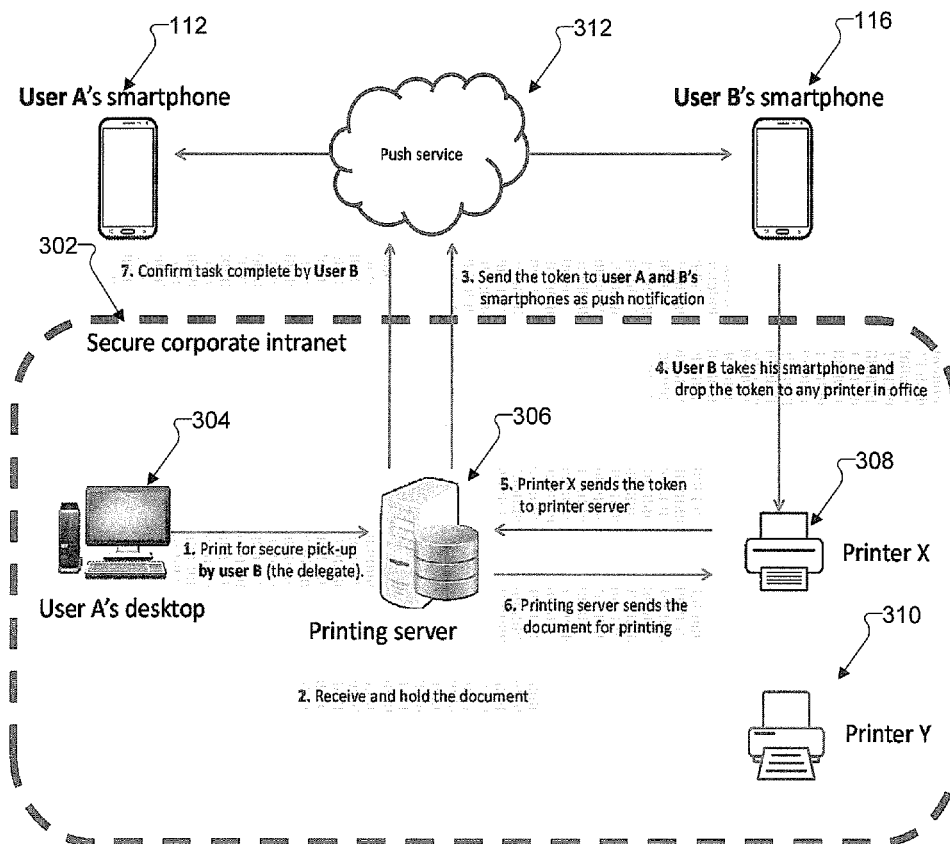 112
312
116
User A's smartphone
User B's smartphone
Push service
302
7. Confirm task complete by User B
3. Send the token to user A and B's
smartphones as push notification
Secure corporate intranet
4. User B takes his smartphone and
drop the token to any printer in office
304
306
308
5. Printer X sends the token
to printer server
1. Print for secure pick-up
by user B (the delegate).
Printer X
User A's desktop
Printing server
6. Printing server sends the
document for printing
310
2. Receive and hold the document
Printer Y